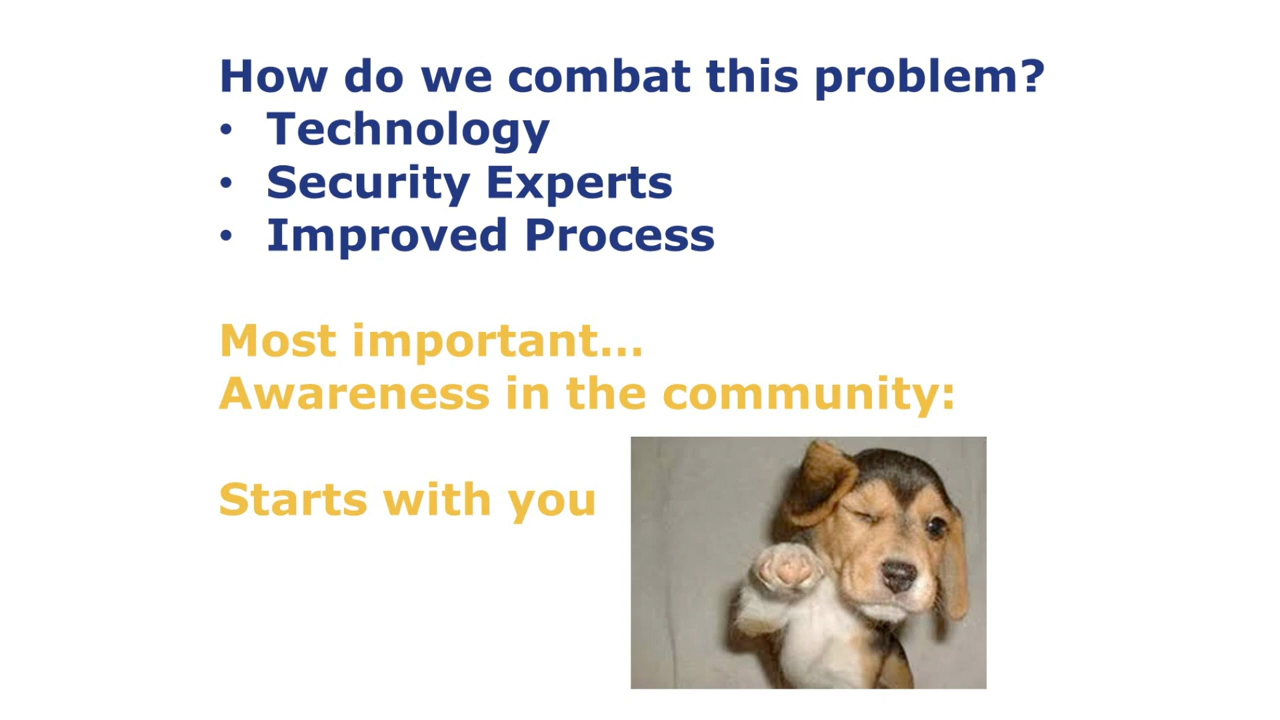 How do we combat this problem?
• Technology
• Security Experts
• Improved Process
Most important...
Awareness in the community:
Starts with you